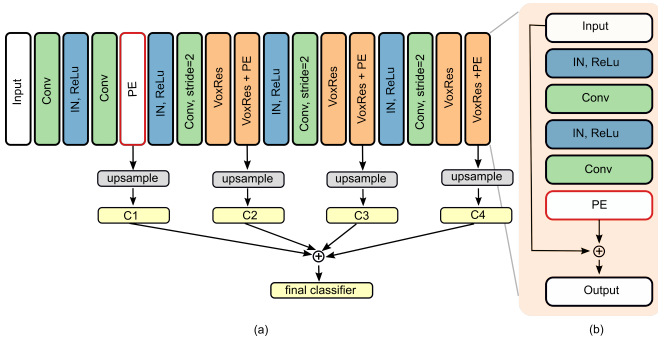 Input
Conv
IN, ReLu
Conv
PE
IN, ReLu
Conv, stride=2
VoxRes
VoxRes + PE
IN, ReLu
Conv, stride=2
VoxRes
VoxRes + PE
IN, ReLu
Conv, stride=2
VoxRes
VoxRes +PE
upsample
upsample
upsample
upsample
C1
C2
C3
C4
final classifier
(a)
Input
IN, ReLu
Conv
IN, ReLu
Conv
PE
Output
(b)